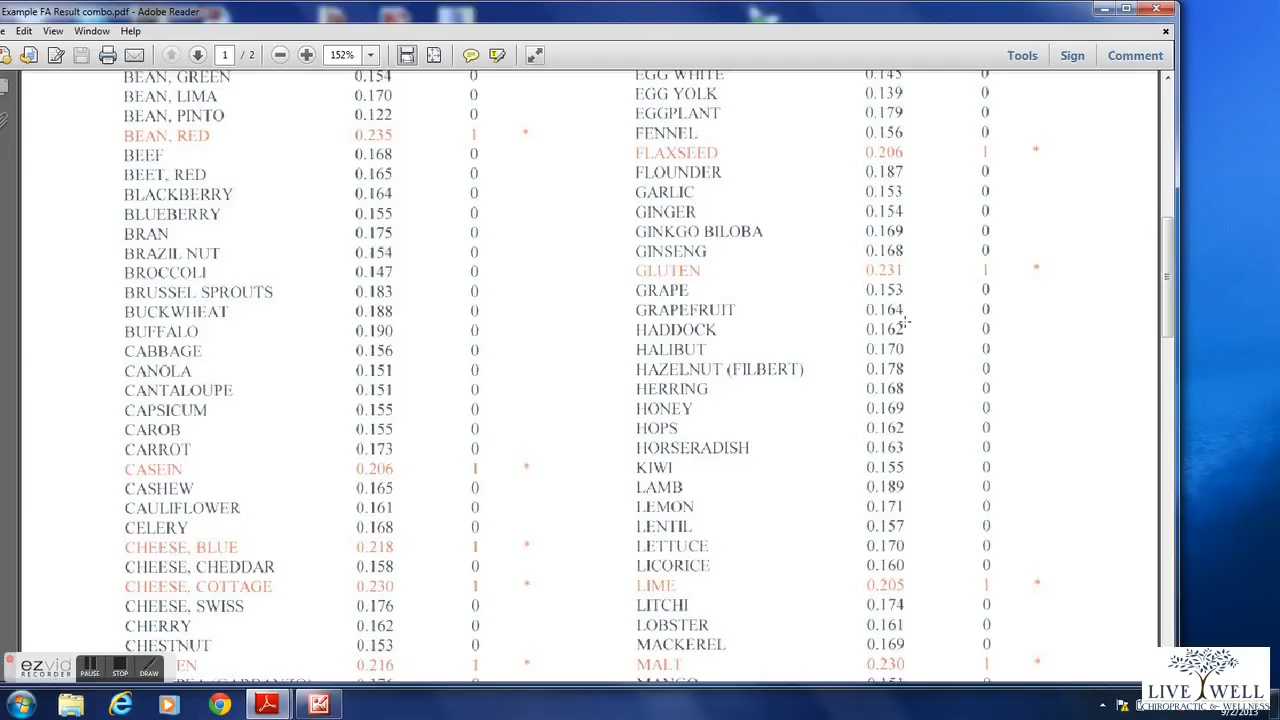 Example FA Result combo.pdf - Adobe Reader
Edit View Window Help
1 / 2 152% Tools Sign Comment
BEAN, GREEN 0.154 0
BEAN, LIMA 0.170 0
BEAN, PINTO 0.122 0
BEAN, RED 0.235 1 *
BEEF 0.168 0
BEET, RED 0.165 0
BLACKBERRY 0.164 0
BLUEBERRY 0.155 0
BRAN 0.175 0
BRAZIL NUT 0.154 0
BROCCOLI 0.147 0
BRUSSEL SPROUTS 0.183 0
BUCKWHEAT 0.188 0
BUFFALO 0.190 0
CABBAGE 0.156 0
CANOLA 0.151 0
CANTALOUPE 0.151 0
CAPSICUM 0.155 0
CAROB 0.155 0
CARROT 0.173 0
CASEIN 0.206 1 *
CASHEW 0.165 0
CAULIFLOWER 0.161 0
CELERY 0.168 0
CHEESE, BLUE 0.218 1 *
CHEESE, CHEDDAR 0.158 0
CHEESE, COTTAGE 0.230 1 *
CHEESE, SWISS 0.176 0
CHERRY 0.162 0
CHESTNUT 0.153 0
EN 0.216 1 *
EGG WHITE 0.145 0
EGG YOLK 0.139 0
EGGPLANT 0.179 0
FENNEL 0.156 0
FLAXSEED 0.206 1 *
FLOUNDER 0.187 0
GARLIC 0.153 0
GINGER 0.154 0
GINKGO BILOBA 0.169 0
GINSENG 0.168 0
GLUTEN 0.231 1 *
GRAPE 0.153 0
GRAPEFRUIT 0.164 0
HADDOCK 0.162 0
HALIBUT 0.170 0
HAZELNUT (FILBERT) 0.178 0
HERRING 0.168 0
HONEY 0.169 0
HOPS 0.162 0
HORSERADISH 0.163 0
KIWI 0.155 0
LAMB 0.189 0
LEMON 0.171 0
LENTIL 0.157 0
LETTUCE 0.170 0
LICORICE 0.160 0
LIME 0.205 1 *
LITCHI 0.174 0
LOBSTER 0.161 0
MACKEREL 0.169 0
MALT 0.230 1 *
ezvid
RECORDER
PAUSE STOP DRAW
LIVE WELL
CHIROPRACTIC & WELLNESS
9/2/2013